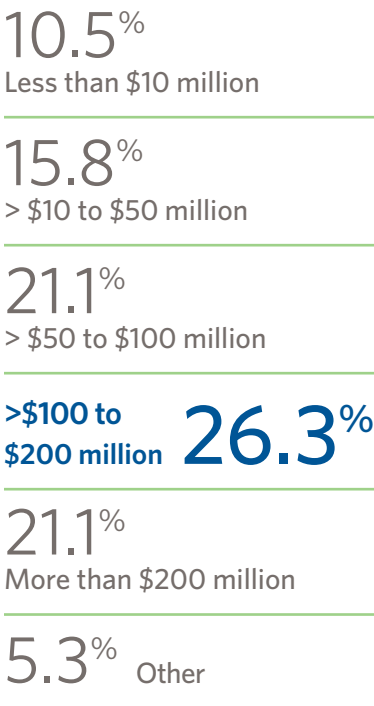 10.5%
Less than $10 million
15.8%
> $10 to $50 million
21.1%
> $50 to $100 million
>$100 to
$200 million 26.3%
21.1%
More than $200 million
5.3% Other